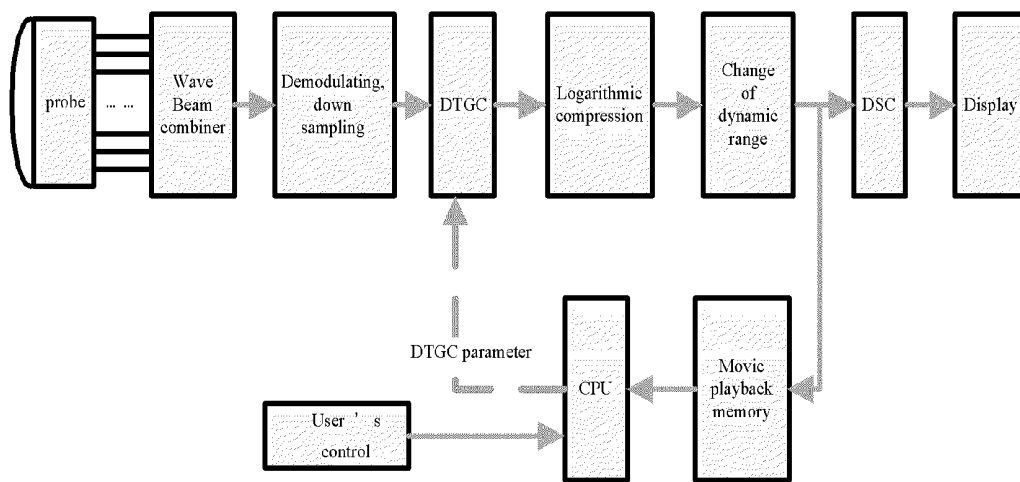 probe
... ...
Wave
Beam
combiner
Demodulating,
down
sampling
DTGC
Logarithmic
compression
Change
of
dynamic
range
DSC
Display
DTGC parameter
CPU
Movic
playback
memory
User ' s
control